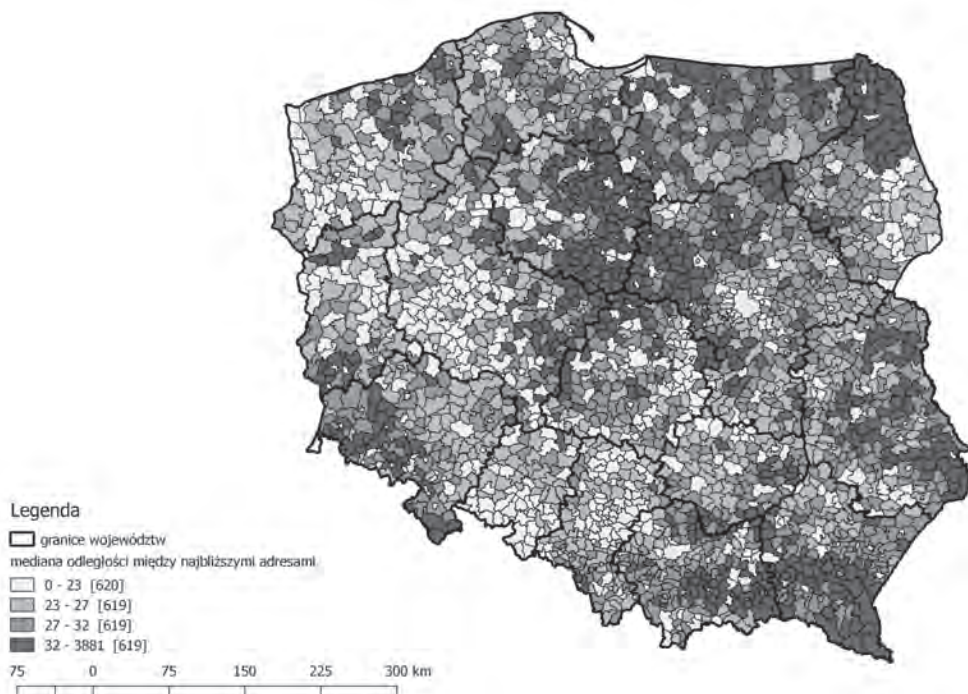 Legenda
granice województw
mediana odległości między najbliższymi adresami
0 - 23 [620]
23 - 27 [619]
27 - 32 [619]
32 - 3881 [619]
75 0 75 150 225 300 km